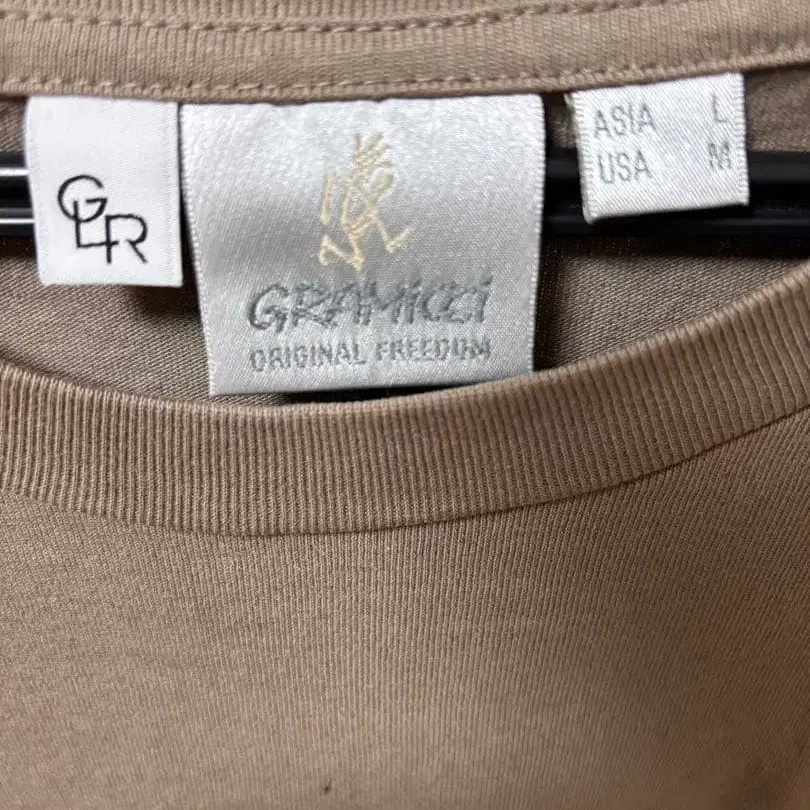 GLR
GRAMICCI
ORIGINAL FREEDOM
ASIA L
USA M